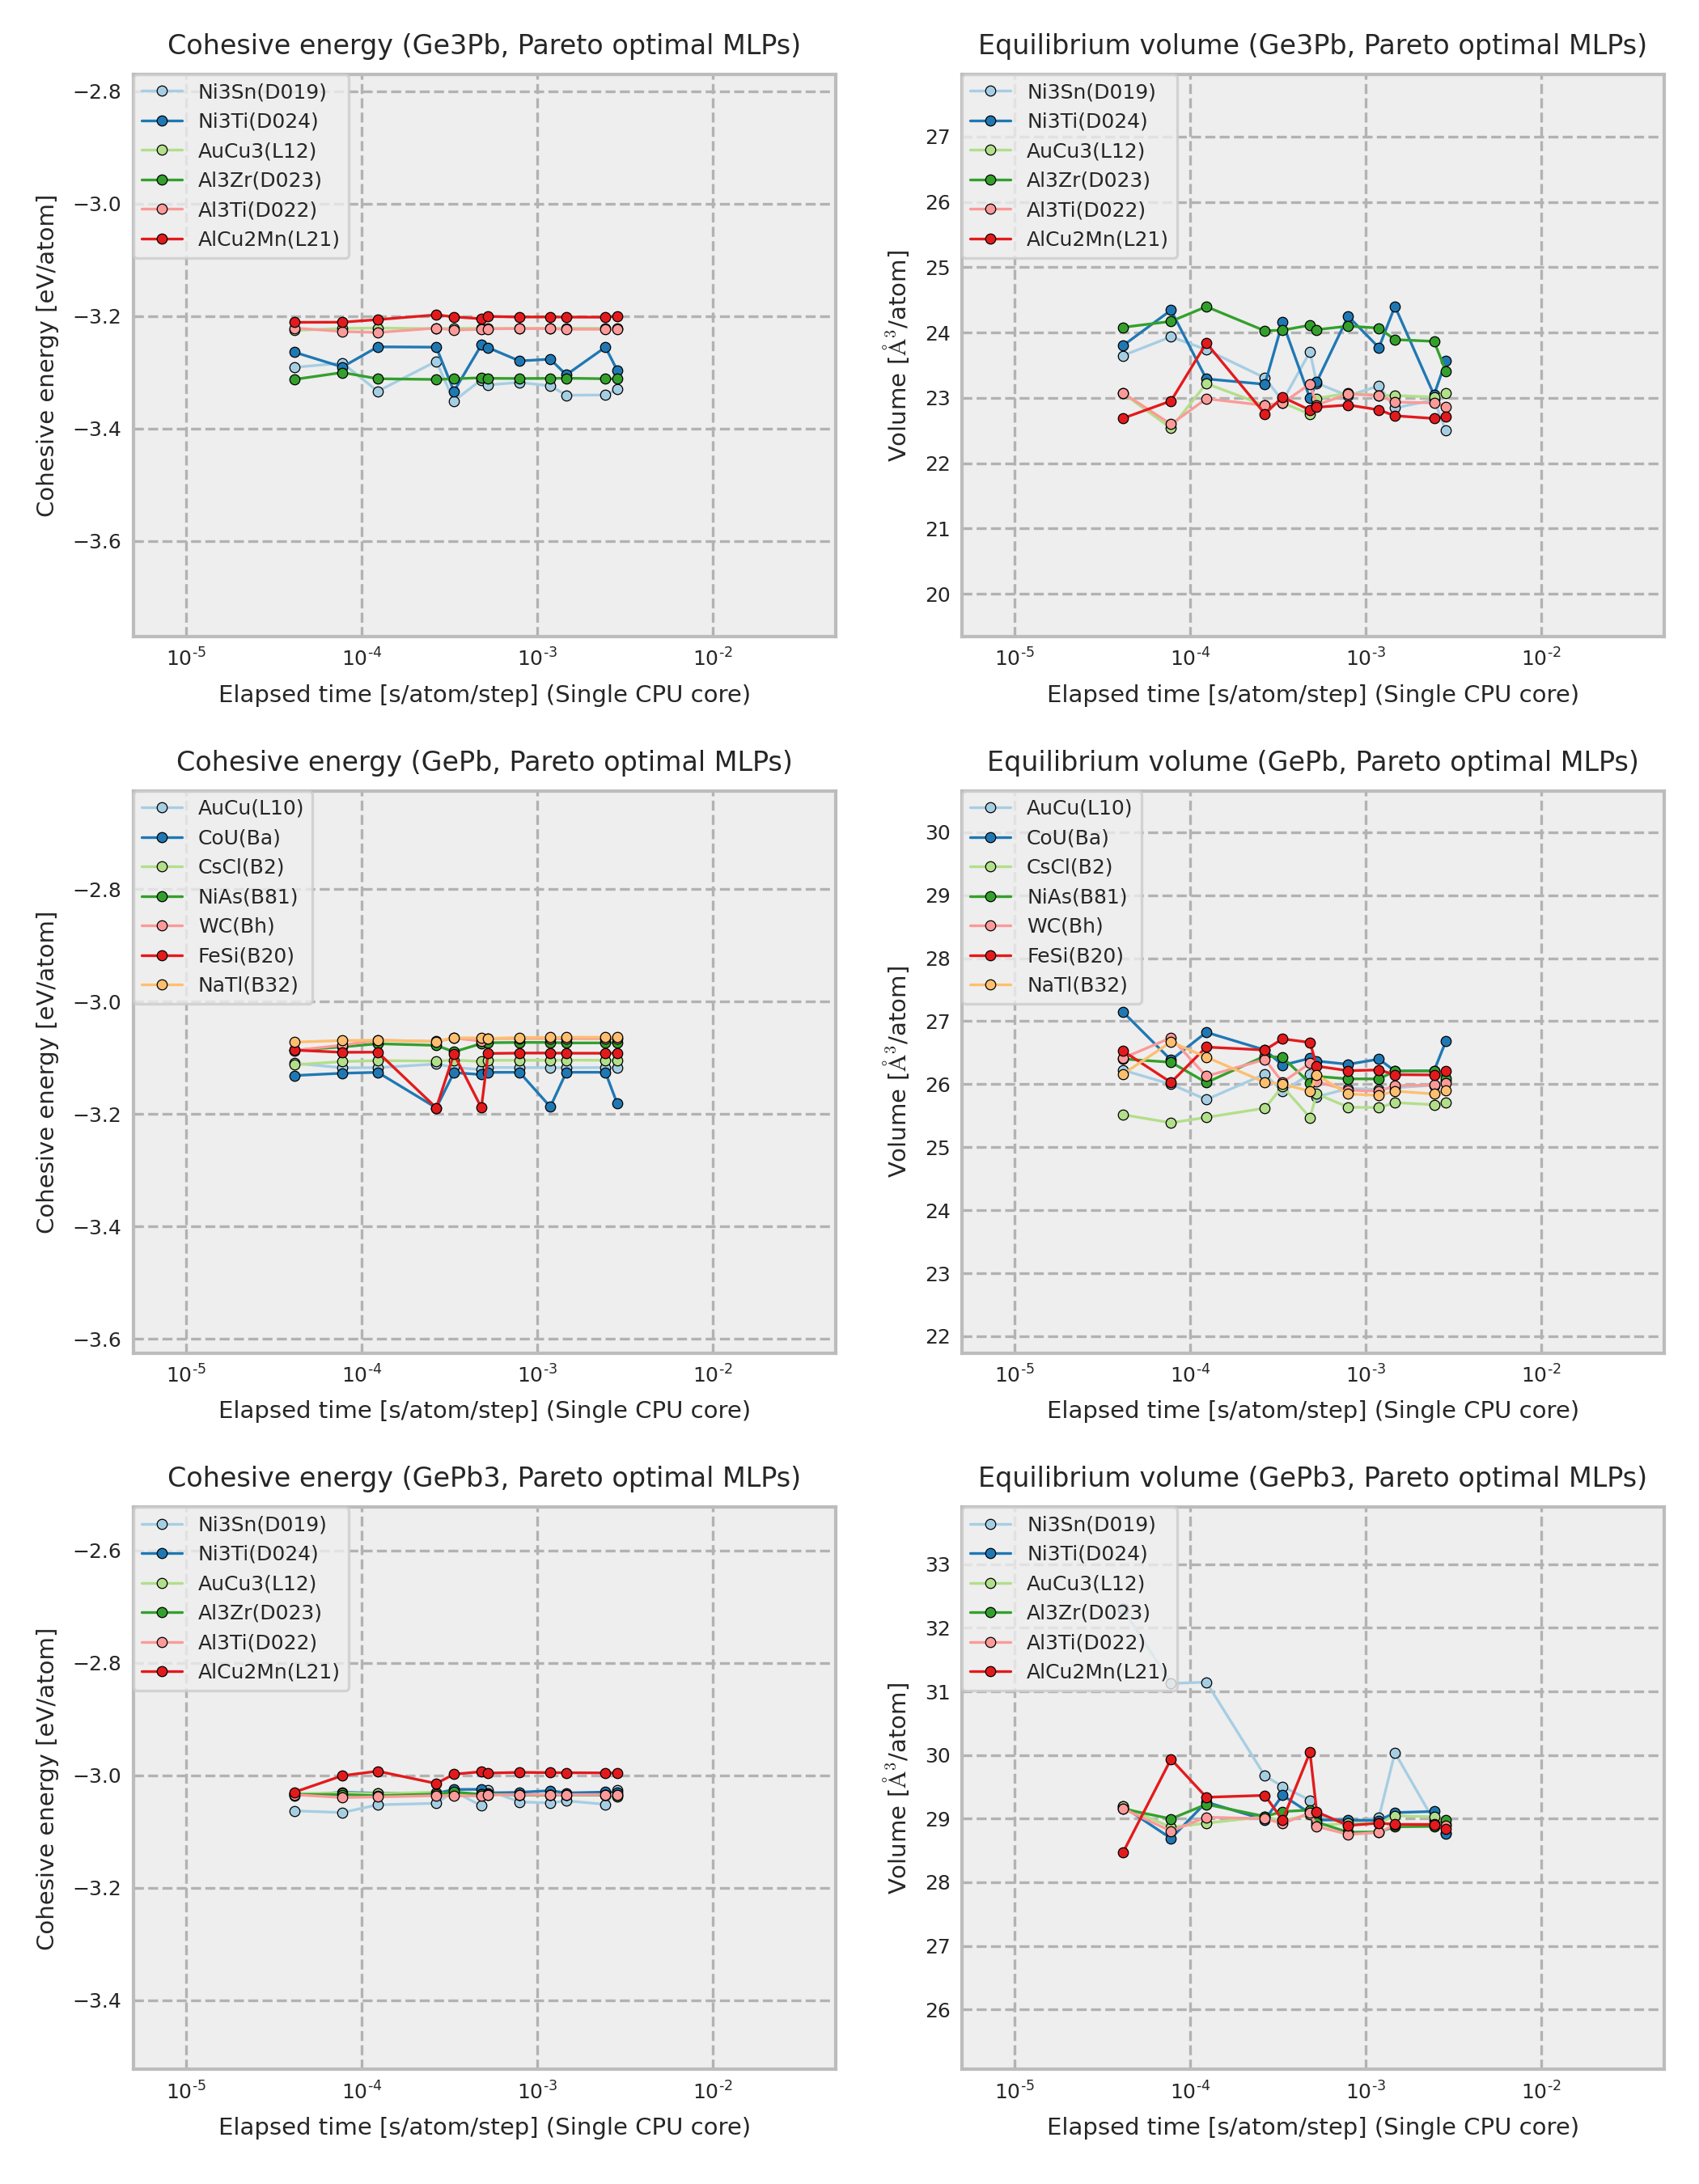 Cohesive energy (Ge3Pb, Pareto optimal MLPs)
Cohesive energy [eV/atom]
−2.8
−3.0
−3.2
−3.4
−3.6
Ni3Sn(D019)
Ni3Ti(D024)
AuCu3(L12)
Al3Zr(D023)
Al3Ti(D022)
AlCu2Mn(L21)
10-5 10-4 10-3 10-2
Elapsed time [s/atom/step] (Single CPU core)
Equilibrium volume (Ge3Pb, Pareto optimal MLPs)
Volume [Å3/atom]
27
26
25
24
23
22
21
20
Ni3Sn(D019)
Ni3Ti(D024)
AuCu3(L12)
Al3Zr(D023)
Al3Ti(D022)
AlCu2Mn(L21)
10-5 10-4 10-3 10-2
Elapsed time [s/atom/step] (Single CPU core)
Cohesive energy (GePb, Pareto optimal MLPs)
Cohesive energy [eV/atom]
−2.8
−3.0
−3.2
−3.4
−3.6
AuCu(L10)
CoU(Ba)
CsCl(B2)
NiAs(B81)
WC(Bh)
FeSi(B20)
NaTl(B32)
10-5 10-4 10-3 10-2
Elapsed time [s/atom/step] (Single CPU core)
Equilibrium volume (GePb, Pareto optimal MLPs)
Volume [Å3/atom]
30
29
28
27
26
25
24
23
22
AuCu(L10)
CoU(Ba)
CsCl(B2)
NiAs(B81)
WC(Bh)
FeSi(B20)
NaTl(B32)
10-5 10-4 10-3 10-2
Elapsed time [s/atom/step] (Single CPU core)
Cohesive energy (GePb3, Pareto optimal MLPs)
Cohesive energy [eV/atom]
−2.6
−2.8
−3.0
−3.2
−3.4
Ni3Sn(D019)
Ni3Ti(D024)
AuCu3(L12)
Al3Zr(D023)
Al3Ti(D022)
AlCu2Mn(L21)
10-5 10-4 10-3 10-2
Elapsed time [s/atom/step] (Single CPU core)
Equilibrium volume (GePb3, Pareto optimal MLPs)
Volume [Å3/atom]
33
32
31
30
29
28
27
26
Ni3Sn(D019)
Ni3Ti(D024)
AuCu3(L12)
Al3Zr(D023)
Al3Ti(D022)
AlCu2Mn(L21)
10-5 10-4 10-3 10-2
Elapsed time [s/atom/step] (Single CPU core)